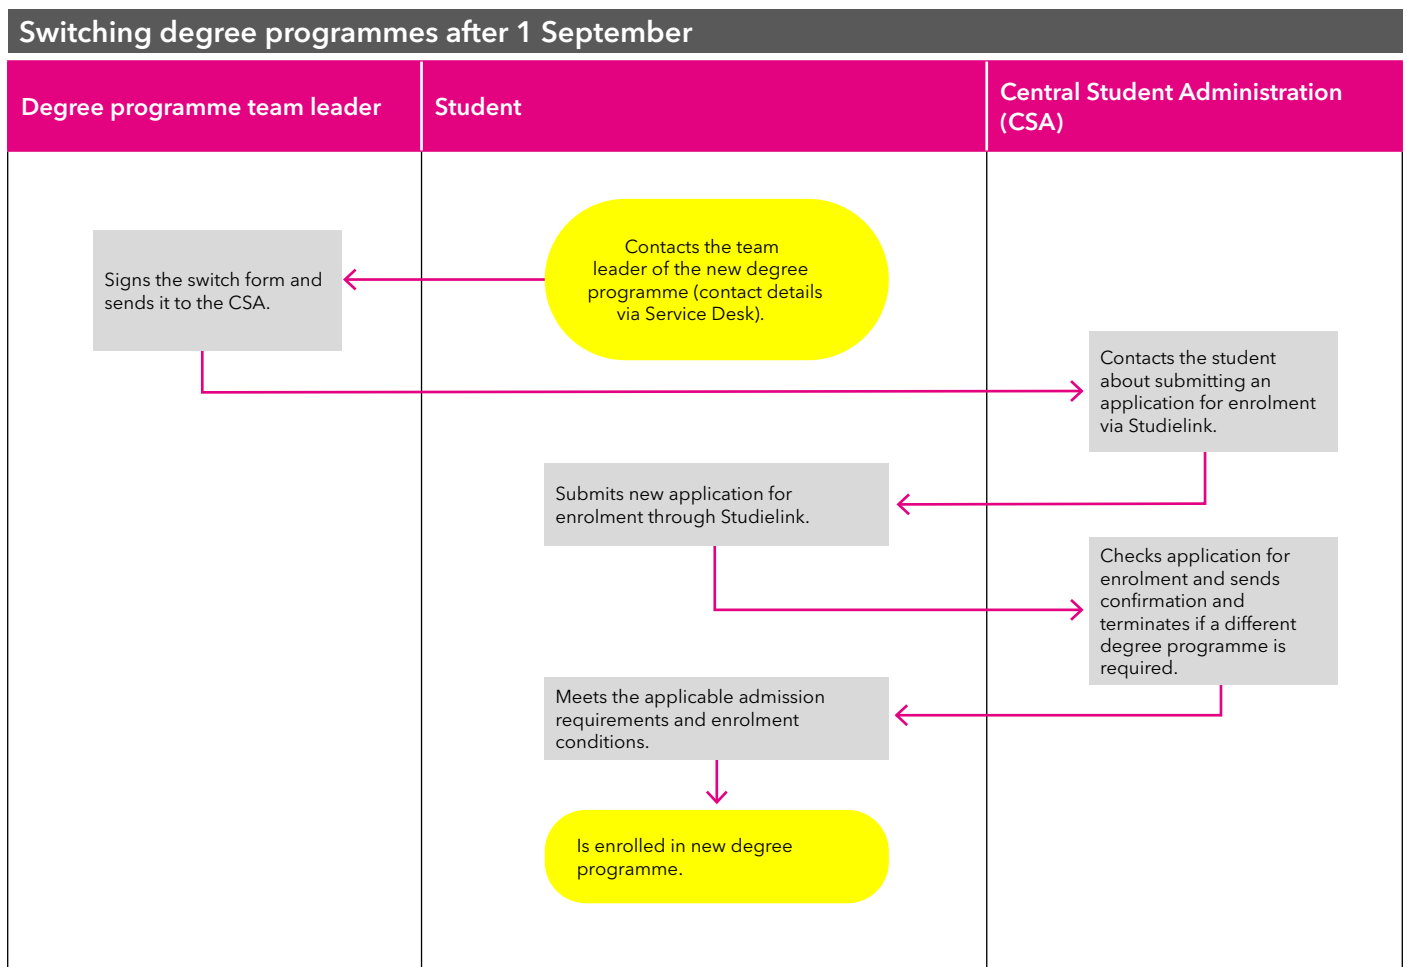 Switching degree programmes after 1 September
Degree programme team leader
Student
Central Student Administration
(CSA)
Contacts the team
leader of the new degree
programme (contact details
via Service Desk).
Signs the switch form and
sends it to the CSA.
Contacts the student
about submitting an
application for enrolment
via Studielink.
Submits new application for
enrolment through Studielink.
Checks application for
enrolment and sends
confirmation and
terminates if a different
degree programme is
required.
Meets the applicable admission
requirements and enrolment
conditions.
Is enrolled in new degree
programme.